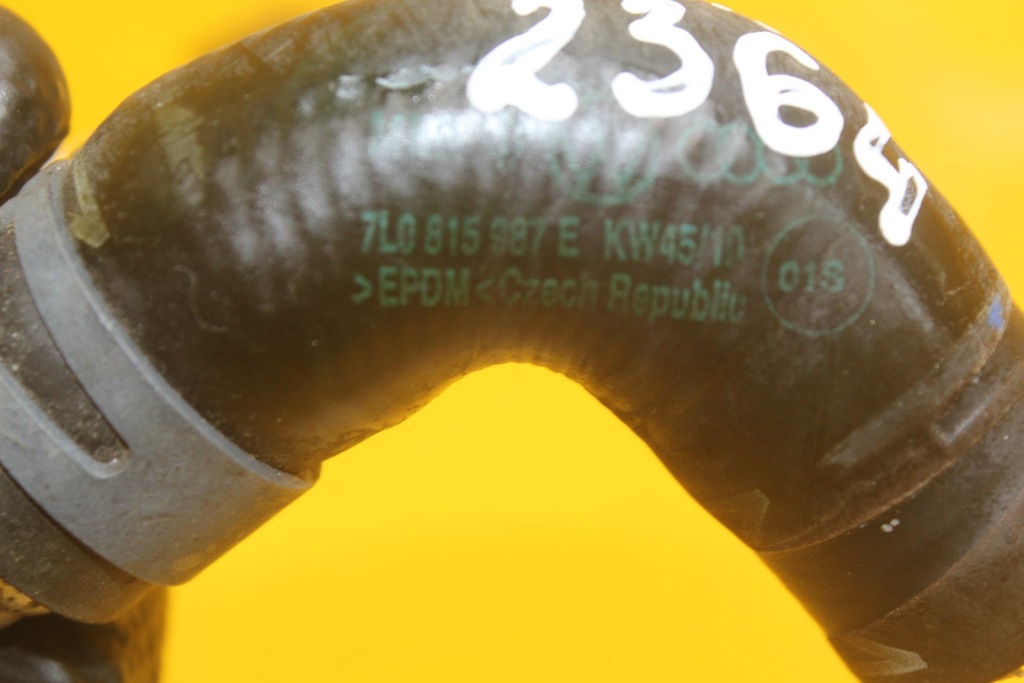 2364
7L0 815 987 E KW45/10
>EPDM<Czech Republic
01S